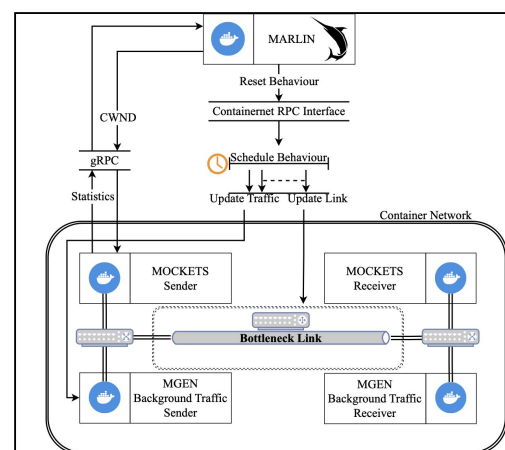 MARLIN
Reset Behaviour
CWND
Containernet RPC Interface
gRPC
Schedule Behaviour
Statistics
Update Traffic
Update Link
Container Network
MOCKETS
Sender
MOCKETS
Receiver
Bottleneck Link
MGEN
Background Traffic
Sender
MGEN
Background Traffic
Receiver